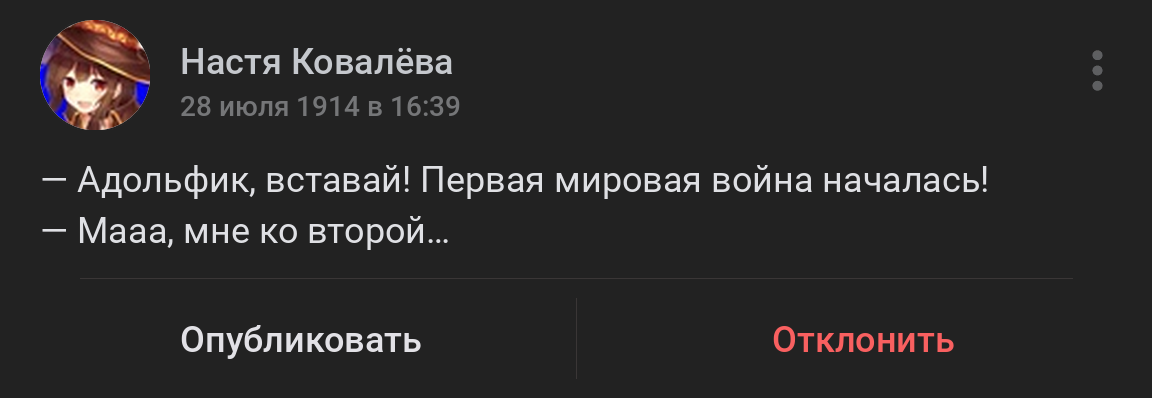 Настя Ковалёва
28 июля 1914 в 16:39
— Адольфик, вставай! Первая мировая война началась!
— Мааа, мне ко второй...
Опубликовать
Отклонить